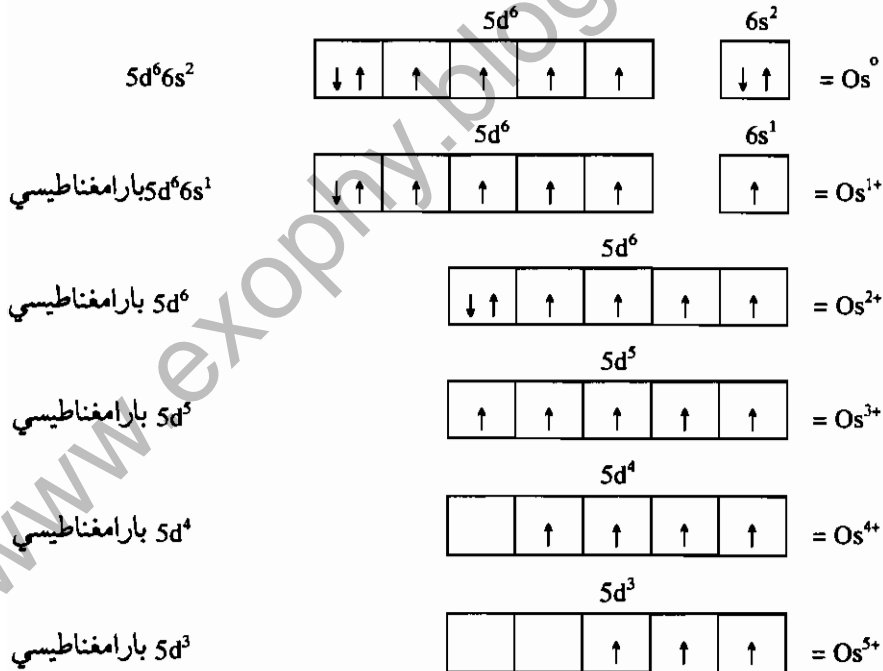 5d⁶ 6s²
5d⁶6s² ↓↑ ↑ ↑ ↑ ↑ ↓↑ = Os°
5d⁶ 6s¹
بارامغناطيسي 5d⁶6s¹ ↓↑ ↑ ↑ ↑ ↑ ↑ = Os¹⁺
5d⁶
بارامغناطيسي 5d⁶ ↓↑ ↑ ↑ ↑ ↑ = Os²⁺
5d⁵
بارامغناطيسي 5d⁵ ↑ ↑ ↑ ↑ ↑ = Os³⁺
5d⁴
بارامغناطيسي 5d⁴ ↑ ↑ ↑ ↑ = Os⁴⁺
5d³
بارامغناطيسي 5d³ ↑ ↑ ↑ = Os⁵⁺
www.exophy.blog